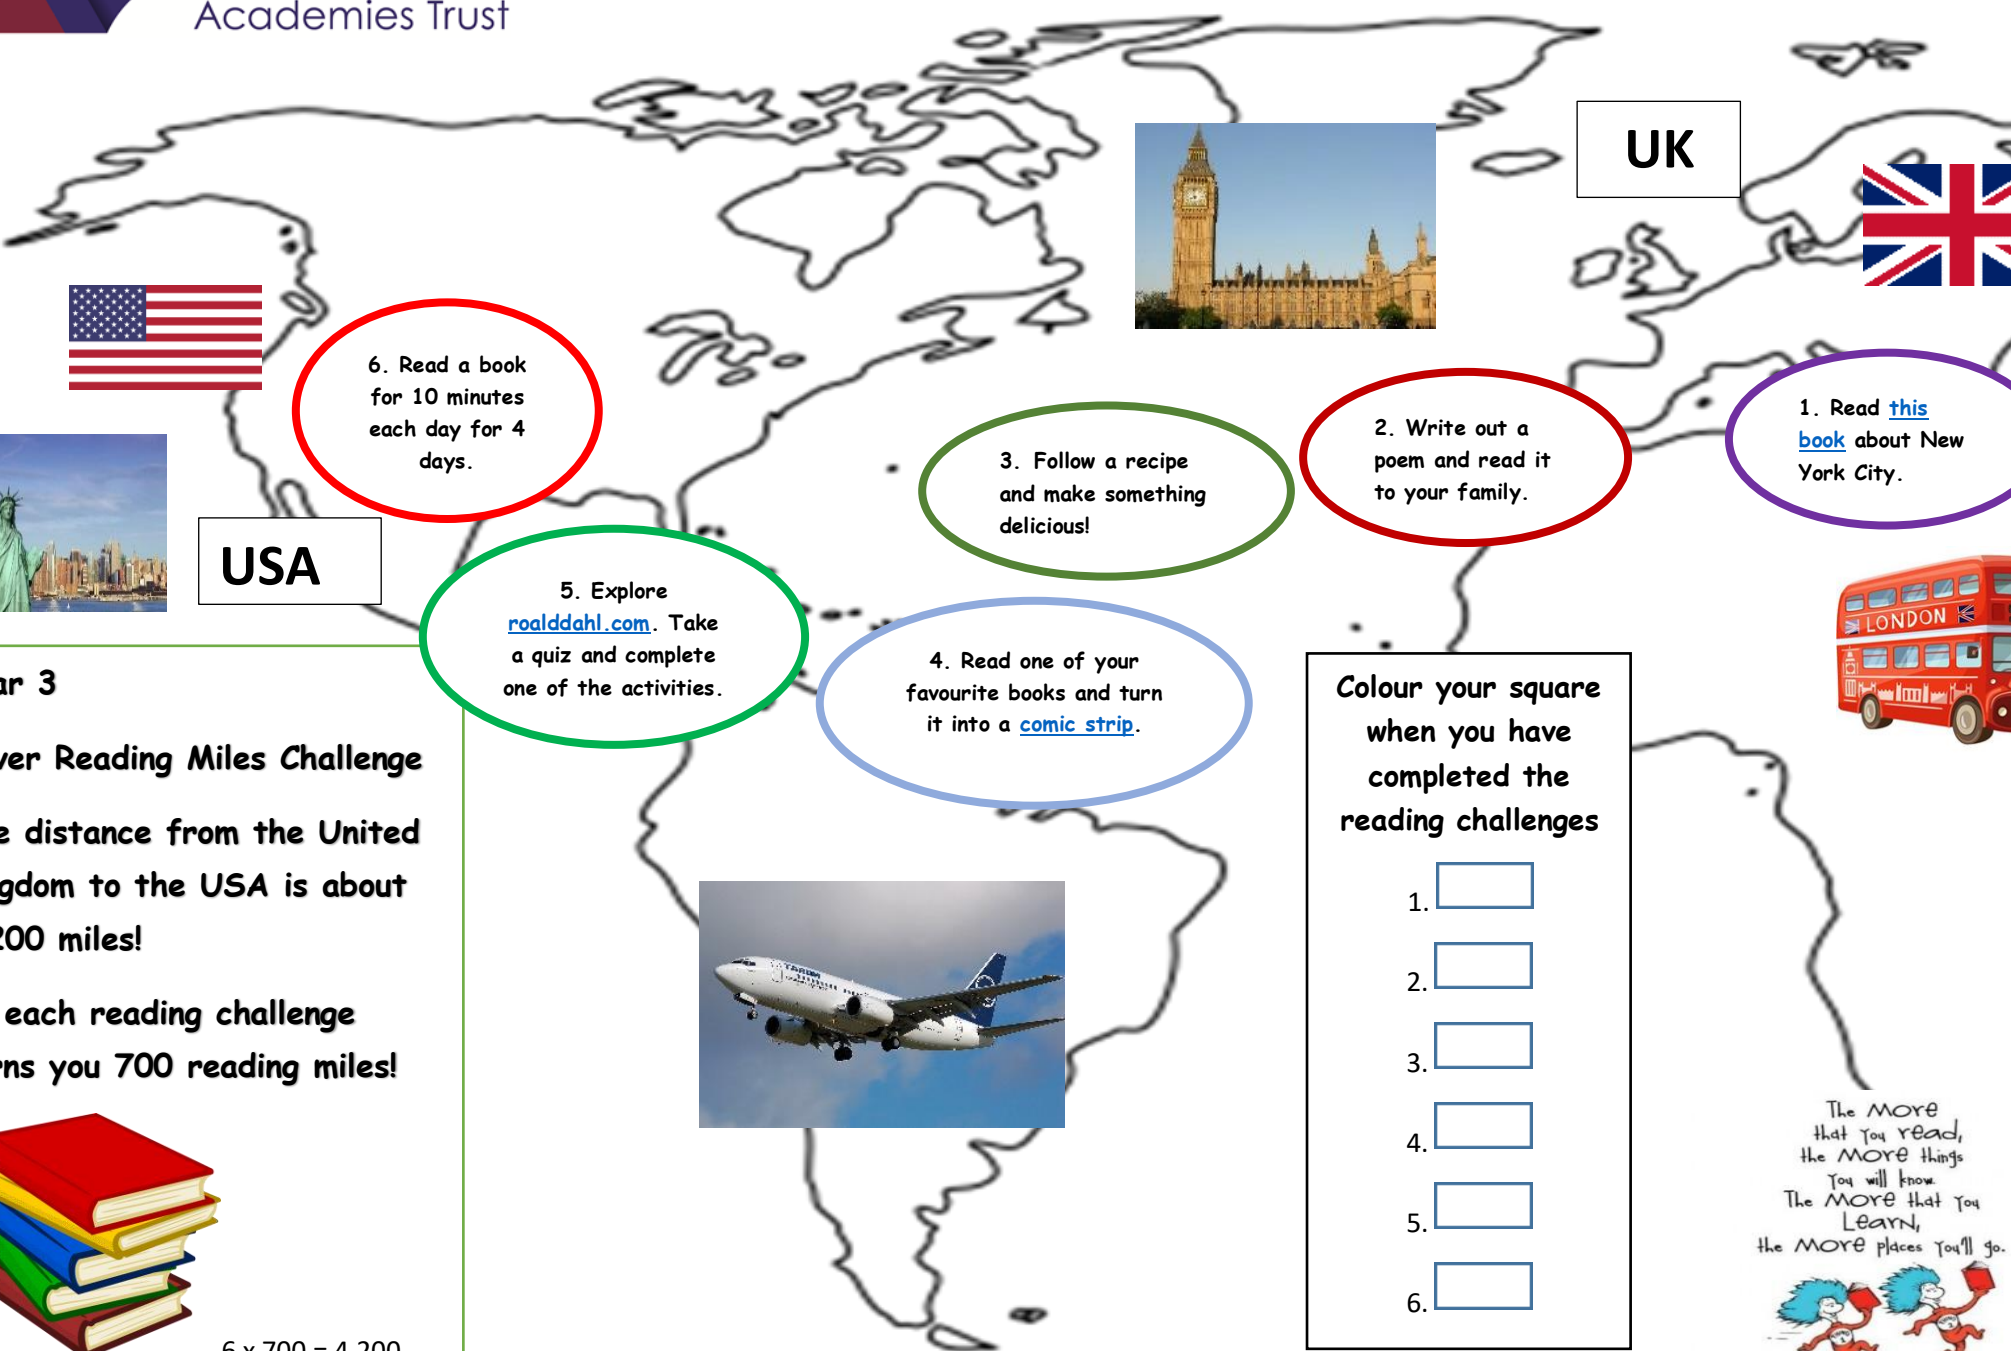 Academies Trust
UK
USA
6. Read a book
for 10 minutes
each day for 4
days.
3. Follow a recipe
and make something
delicious!
2. Write out a
poem and read it
to your family.
1. Read this
book about New
York City.
5. Explore
roalddahl.com. Take
a quiz and complete
one of the activities.
4. Read one of your
favourite books and turn
it into a comic strip.
LONDON
ar 3
ver Reading Miles Challenge
e distance from the United
gdom to the USA is about
200 miles!
each reading challenge
rns you 700 reading miles!
6 x 700 = 4,200
TAROM
Colour your square
when you have
completed the
reading challenges
1.
2.
3.
4.
5.
6.
The MORE
that you read,
the MORE things
you will know.
The MORE that you
LEARN,
the MORE places you'll go.